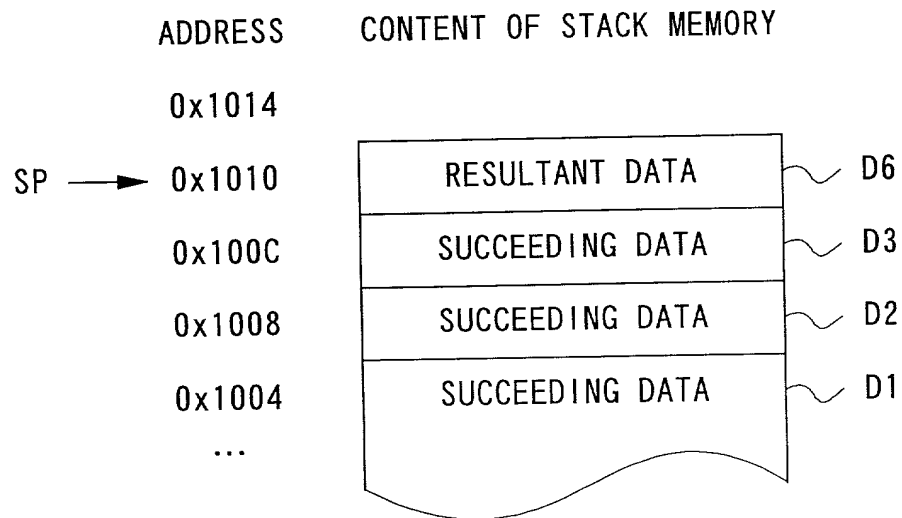 ADDRESS CONTENT OF STACK MEMORY
0x1014
SP 0x1010 RESULTANT DATA D6
0x100C SUCCEEDING DATA D3
0x1008 SUCCEEDING DATA D2
0x1004 SUCCEEDING DATA D1
...